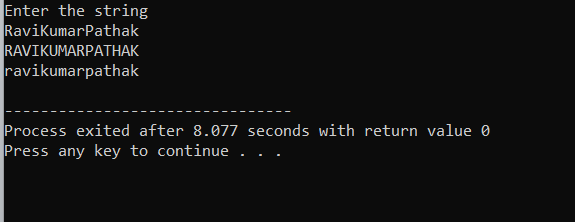 Enter the string
RaviKumarPathak
RAVIKUMARPATHAK
ravikumarpathak
--------------------------------
Process exited after 8.077 seconds with return value 0
Press any key to continue . . .